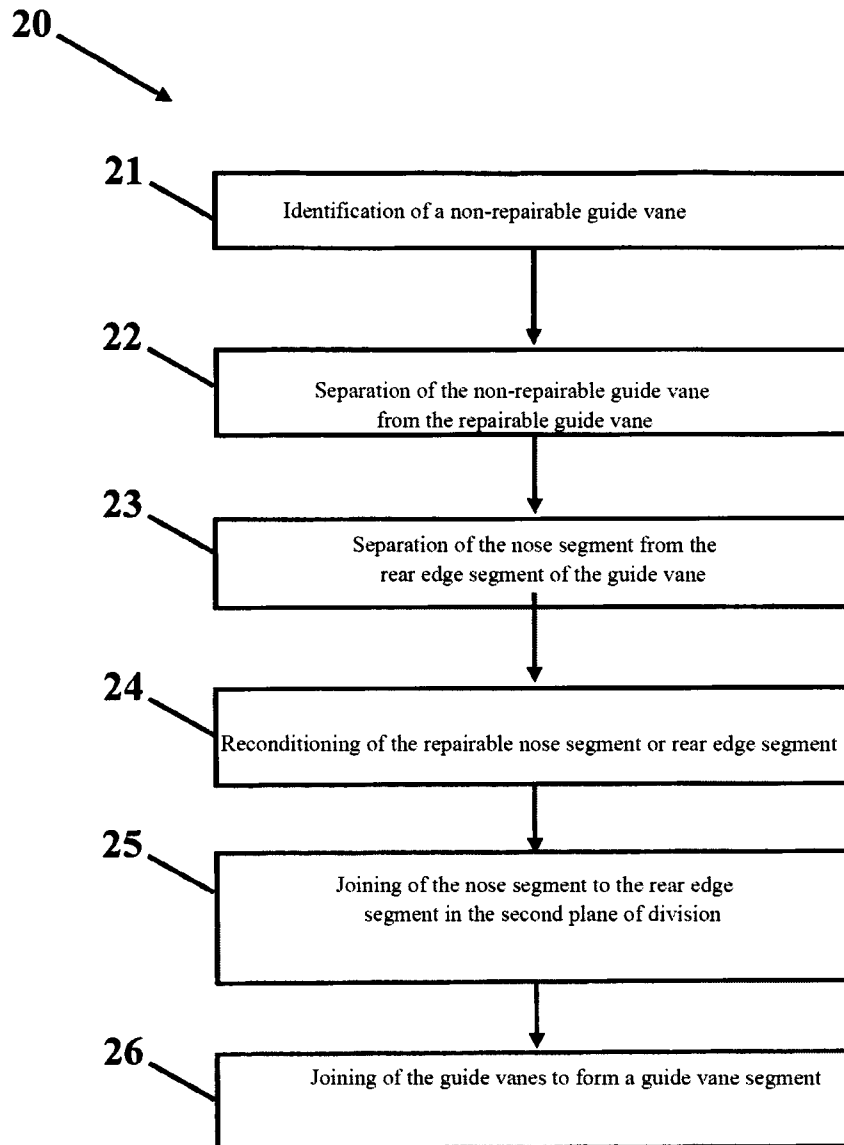 20
21
Identification of a non-repairable guide vane
22
Separation of the non-repairable guide vane
from the repairable guide vane
23
Separation of the nose segment from the
rear edge segment of the guide vane
24
Reconditioning of the repairable nose segment or rear edge segment
25
Joining of the nose segment to the rear edge
segment in the second plane of division
26
Joining of the guide vanes to form a guide vane segment